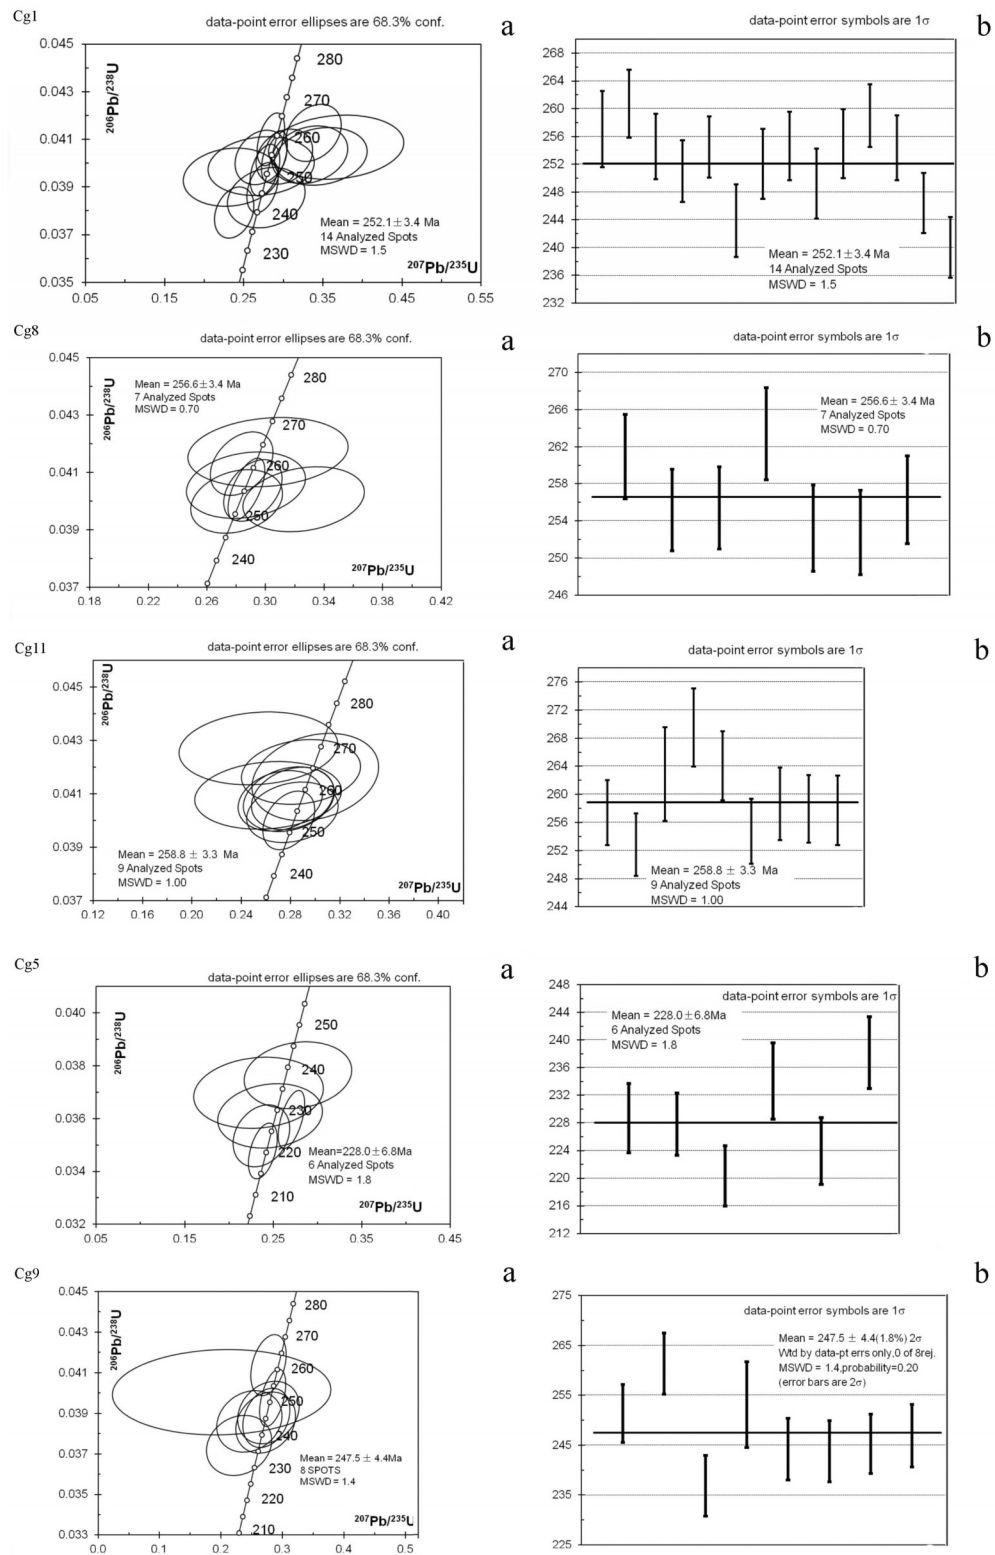 Cg1
data-point error ellipses are 68.3% conf.
a
data-point error symbols are 1σ
b
206Pb/238U
0.045
0.043
0.041
0.039
0.037
0.035
280
270
260
250
240
230
Mean = 252.1±3.4 Ma
14 Analyzed Spots
MSWD = 1.5
207Pb/235U
0.05 0.15 0.25 0.35 0.45 0.55
268
264
260
256
252
248
244
240
236
232
Mean = 252.1±3.4 Ma
14 Analyzed Spots
MSWD = 1.5
Cg8
data-point error ellipses are 68.3% conf.
a
data-point error symbols are 1σ
b
206Pb/238U
0.045
0.043
0.041
0.039
0.037
Mean = 256.6±3.4 Ma
7 Analyzed Spots
MSWD = 0.70
280
270
260
250
240
207Pb/235U
0.18 0.22 0.26 0.30 0.34 0.38 0.42
270
266
262
258
254
250
246
Mean = 256.6±3.4 Ma
7 Analyzed Spots
MSWD = 0.70
Cg11
data-point error ellipses are 68.3% conf.
a
data-point error symbols are 1σ
b
206Pb/238U
0.045
0.043
0.041
0.039
0.037
280
270
260
250
240
Mean = 258.8 ± 3.3 Ma
9 Analyzed Spots
MSWD = 1.00
207Pb/235U
0.12 0.16 0.20 0.24 0.28 0.32 0.36 0.40
276
272
268
264
260
256
252
248
244
Mean = 258.8 ± 3.3 Ma
9 Analyzed Spots
MSWD = 1.00
Cg5
data-point error ellipses are 68.3% conf.
a
b
206Pb/238U
0.040
0.038
0.036
0.034
0.032
250
240
230
220
210
Mean=228.0±6.8Ma
6 Analyzed Spots
MSWD = 1.8
207Pb/235U
0.05 0.15 0.25 0.35 0.45
248
244
240
236
232
228
224
220
216
212
data-point error symbols are 1σ
Mean = 228.0±6.8Ma
6 Analyzed Spots
MSWD = 1.8
Cg9
a
b
206Pb/238U
0.045
0.043
0.041
0.039
0.037
0.035
0.033
280
270
260
250
240
230
220
210
Mean = 247.5 ± 4.4Ma
8 SPOTS
MSWD = 1.4
207Pb/235U
0.0 0.1 0.2 0.3 0.4 0.5
275
265
255
245
235
225
data-point error symbols are 1σ
Mean = 247.5 ± 4.4(1.8%) 2σ
Wtd by data-pt errs only,0 of 8rej.
MSWD = 1.4,probability=0.20
(error bars are 2σ)